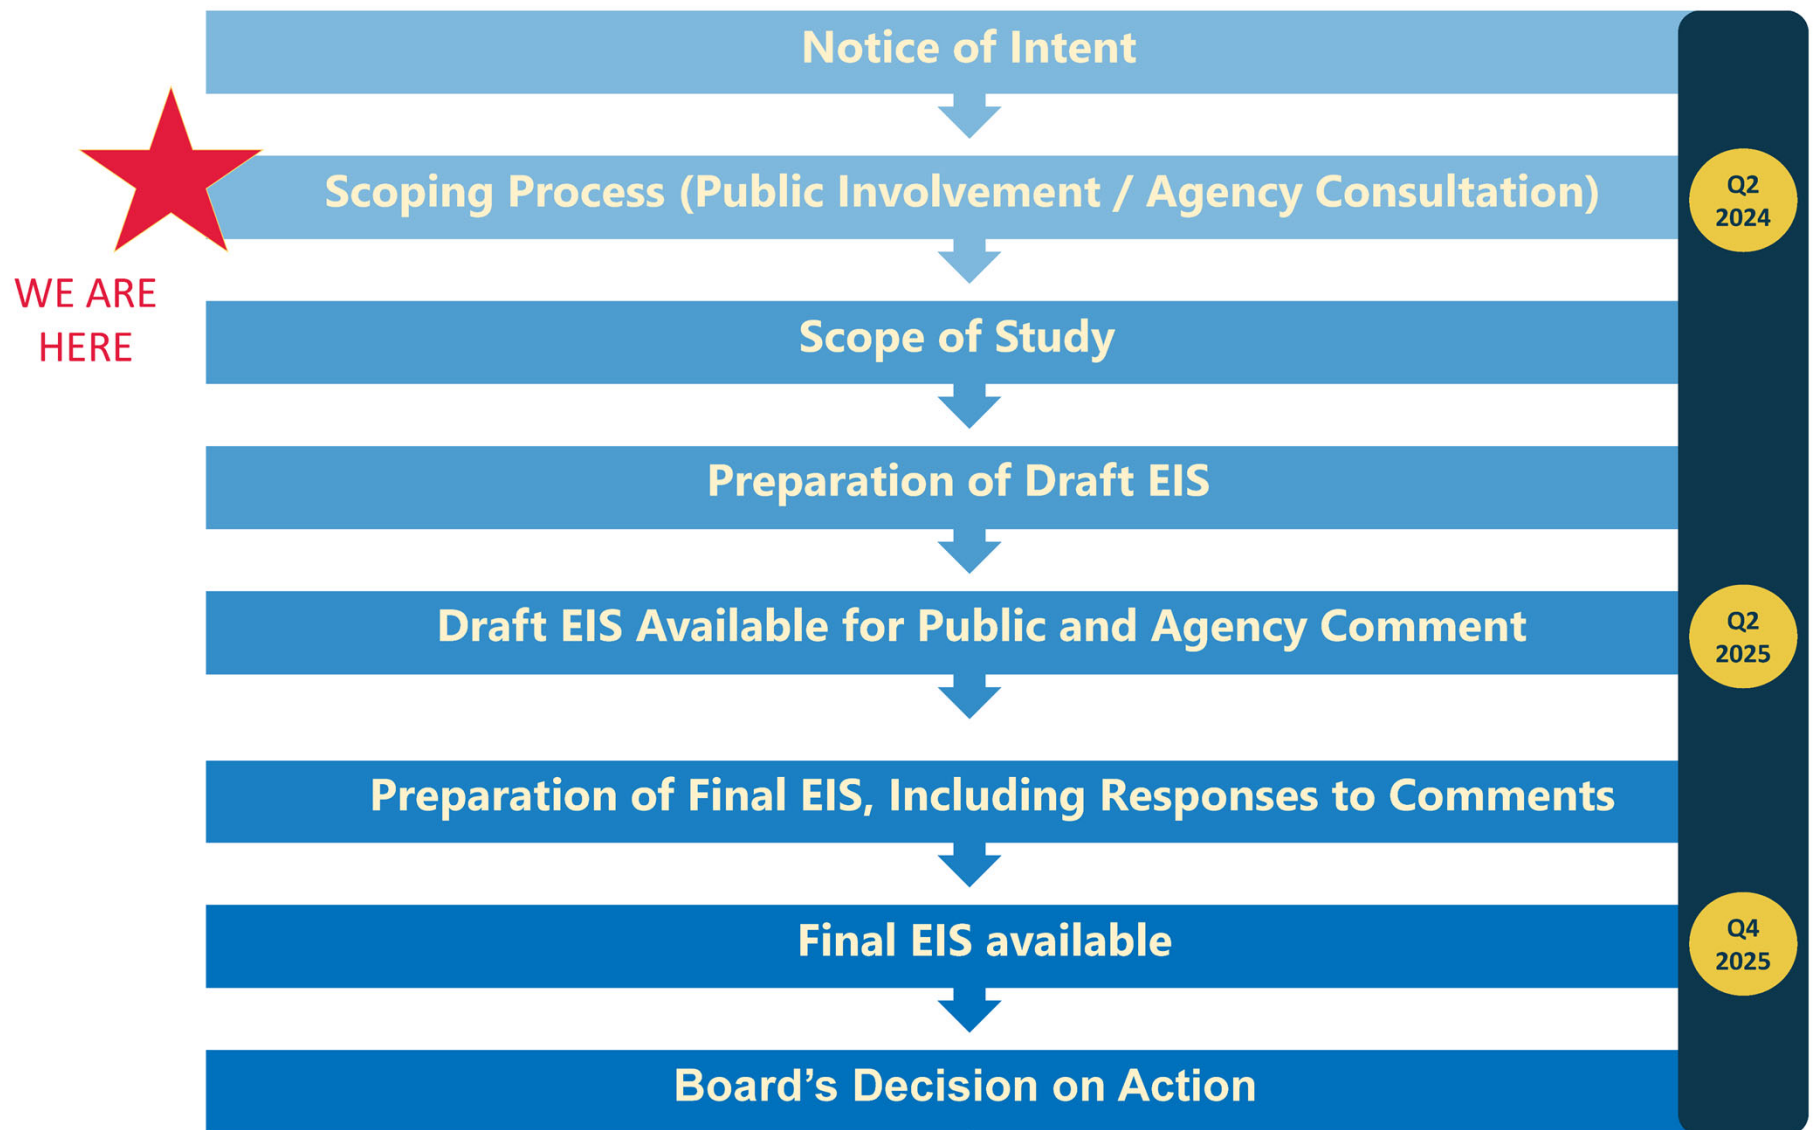 Notice of Intent
Scoping Process (Public Involvement / Agency Consultation)
Q2
2024
WE ARE
HERE
Scope of Study
Preparation of Draft EIS
Draft EIS Available for Public and Agency Comment
Q2
2025
Preparation of Final EIS, Including Responses to Comments
Final EIS available
Q4
2025
Board’s Decision on Action